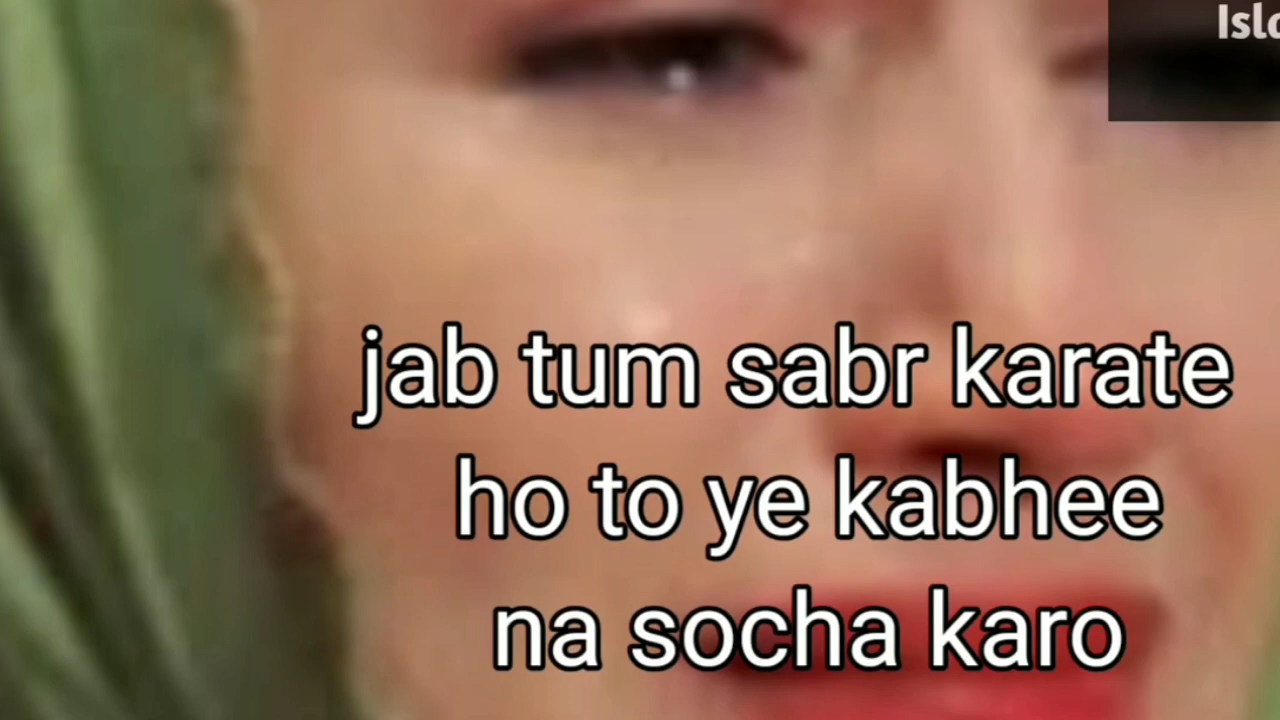 jab tum sabr karate
ho to ye kabhee
na socha karo